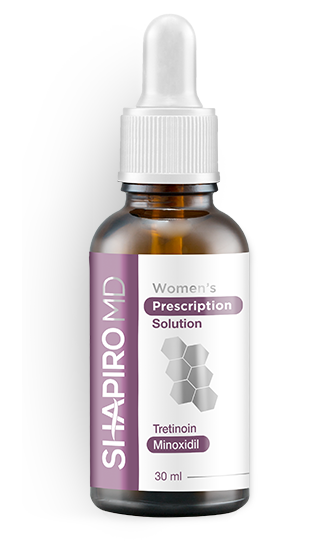 SHAPIRO MD
Women's
Prescription
Solution
Tretinoin
Minoxidil
30 ml